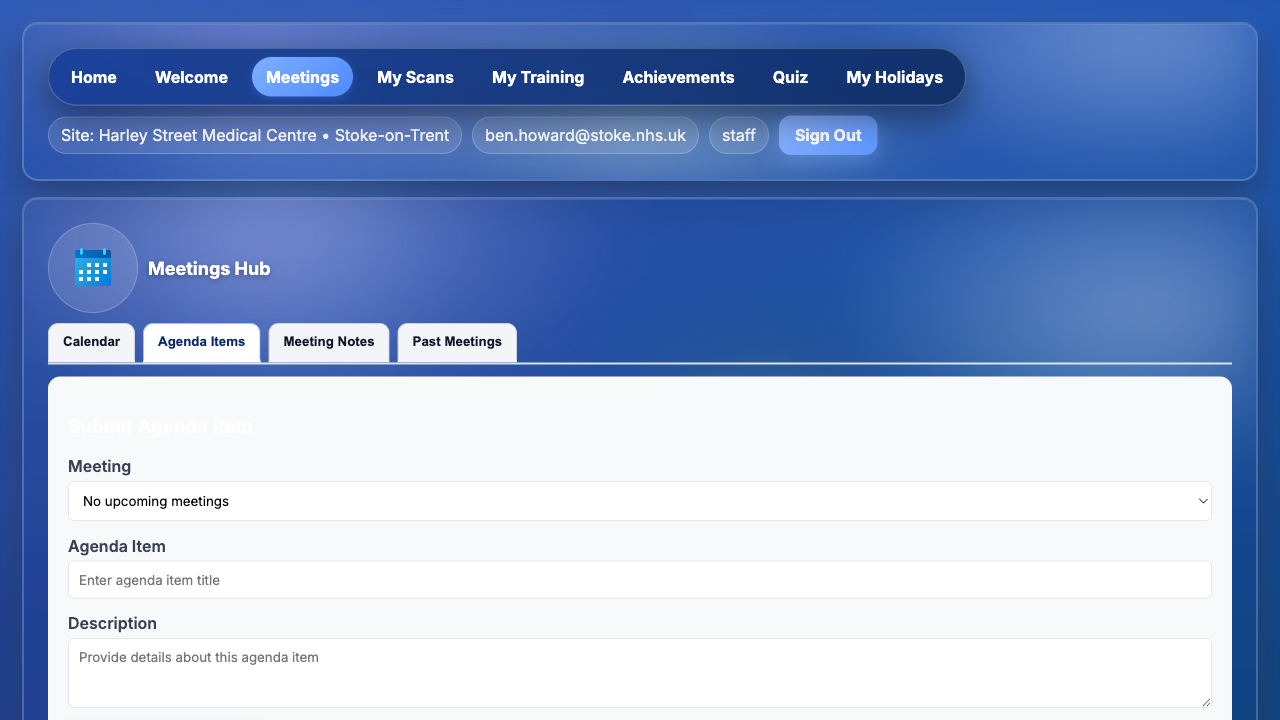 Home Welcome Meetings My Scans My Training Achievements Quiz My Holidays
Site: Harley Street Medical Centre • Stoke-on-Trent ben.howard@stoke.nhs.uk staff Sign Out
Meetings Hub
Calendar Agenda Items Meeting Notes Past Meetings
Submit Agenda Item
Meeting
No upcoming meetings
Agenda Item
Enter agenda item title
Description
Provide details about this agenda item